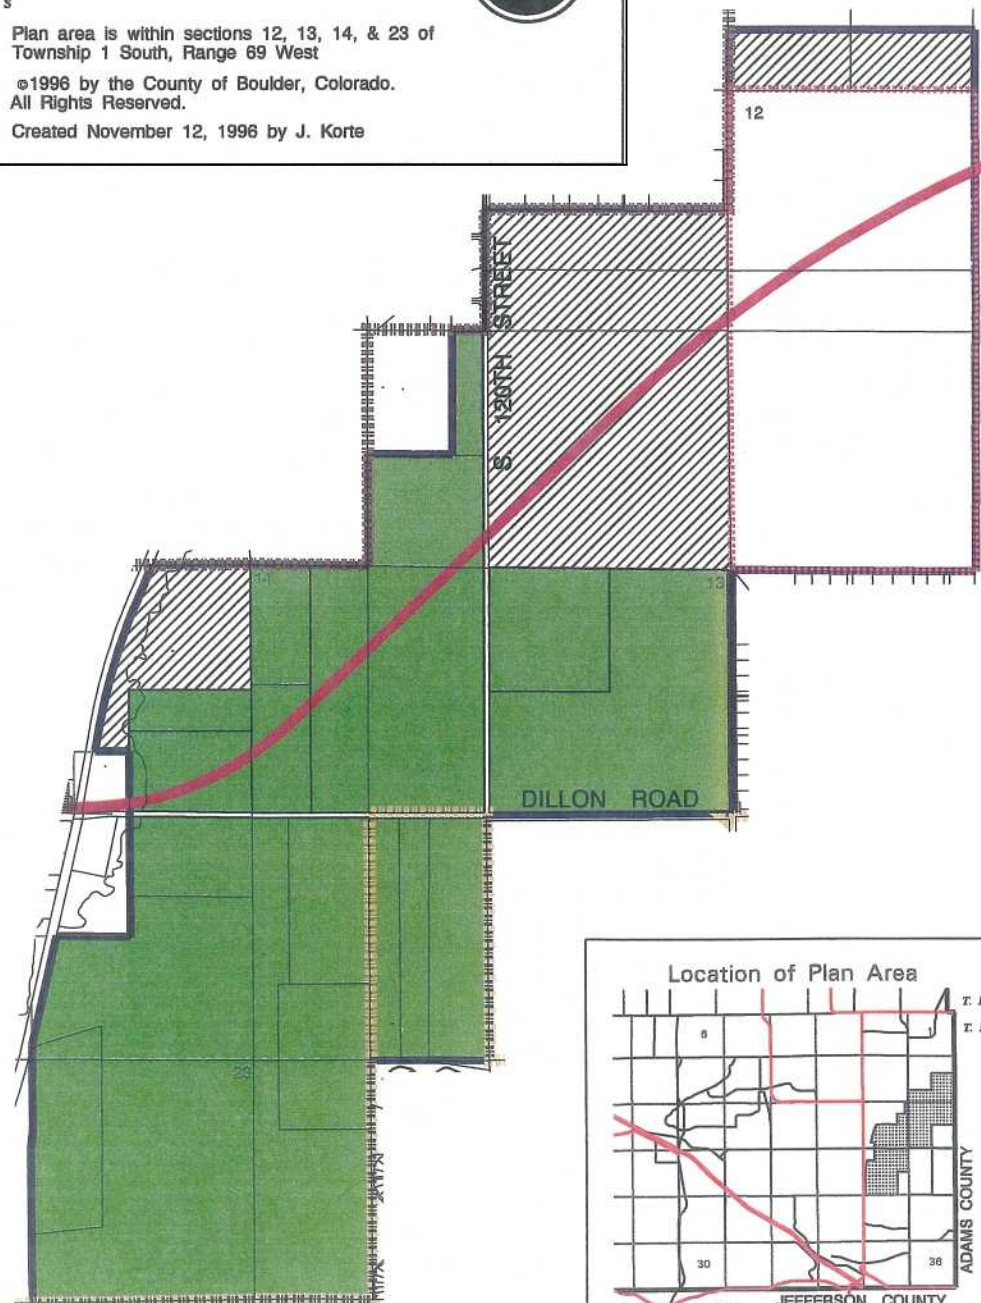 s
Plan area is within sections 12, 13, 14, & 23 of
Township 1 South, Range 69 West
©1996 by the County of Boulder, Colorado.
All Rights Reserved.
Created November 12, 1996 by J. Korte
12
S. 120TH STREET
14
13
DILLON ROAD
23
Location of Plan Area
T.
T.
6
30
36
ADAMS COUNTY
JEFFERSON COUNTY